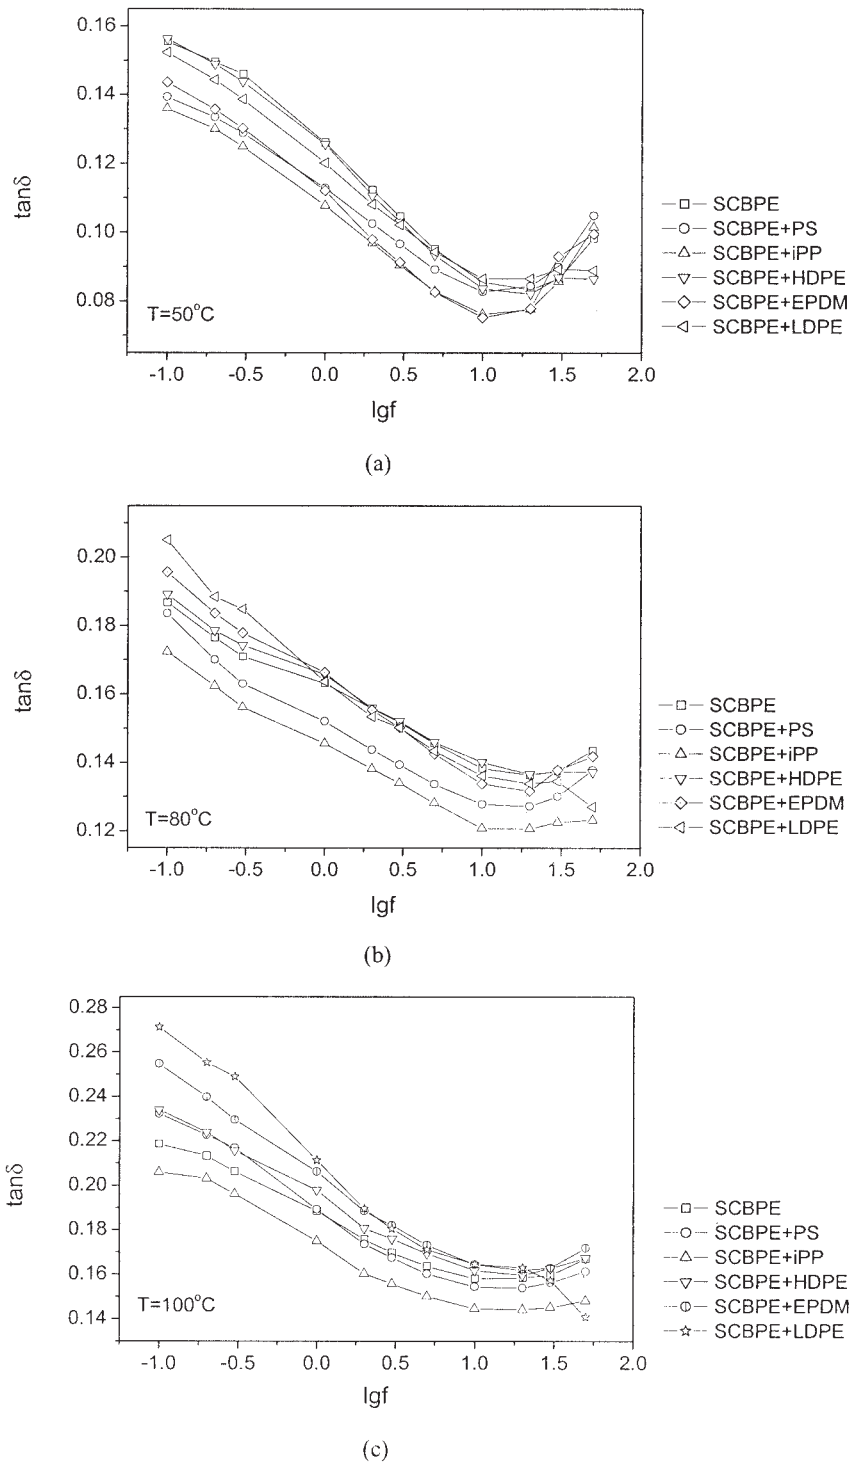 0.16
0.14
0.12
0.10
0.08
tanδ
T=50°C
-1.0 -0.5 0.0 0.5 1.0 1.5 2.0
lgf
SCBPE
SCBPE+PS
SCBPE+iPP
SCBPE+HDPE
SCBPE+EPDM
SCBPE+LDPE
(a)
0.20
0.18
0.16
0.14
0.12
tanδ
T=80°C
-1.0 -0.5 0.0 0.5 1.0 1.5 2.0
lgf
SCBPE
SCBPE+PS
SCBPE+iPP
SCBPE+HDPE
SCBPE+EPDM
SCBPE+LDPE
(b)
0.28
0.26
0.24
0.22
0.20
0.18
0.16
0.14
tanδ
T=100°C
-1.0 -0.5 0.0 0.5 1.0 1.5 2.0
lgf
SCBPE
SCBPE+PS
SCBPE+iPP
SCBPE+HDPE
SCBPE+EPDM
SCBPE+LDPE
(c)